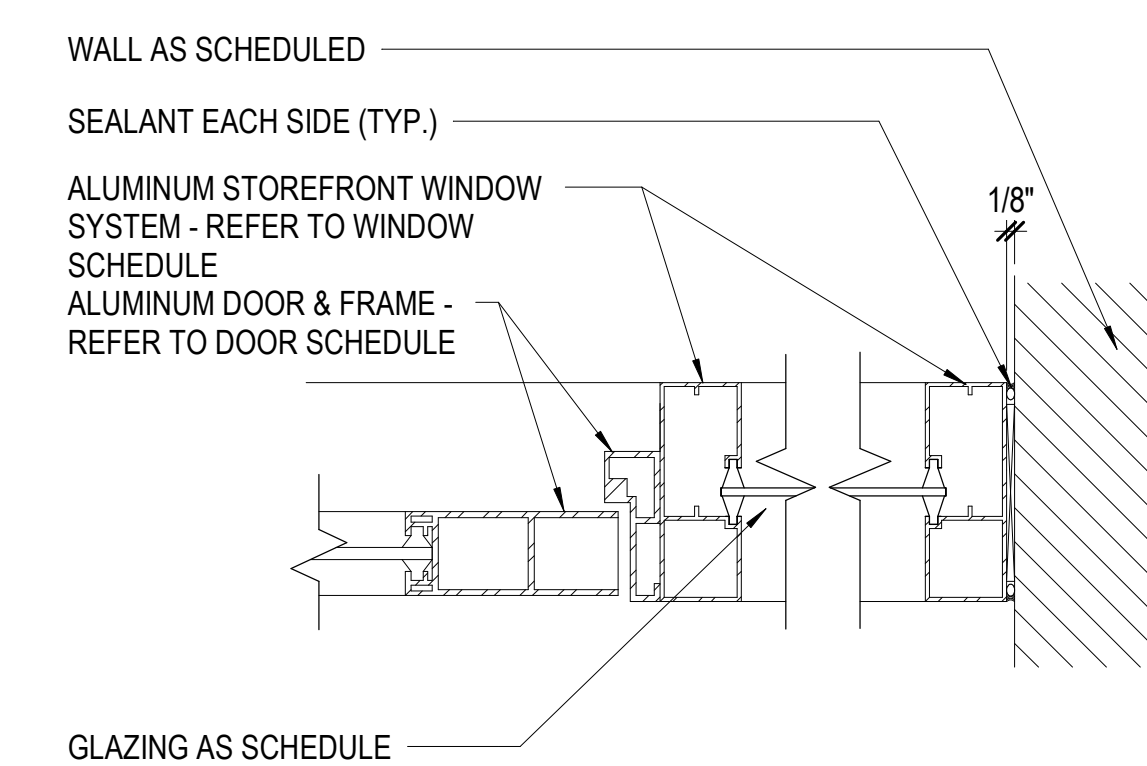 WALL AS SCHEDULED
SEALANT EACH SIDE (TYP.)
1/8"
ALUMINUM STOREFRONT WINDOW
SYSTEM - REFER TO WINDOW
SCHEDULE
ALUMINUM DOOR & FRAME -
REFER TO DOOR SCHEDULE
GLAZING AS SCHEDULE